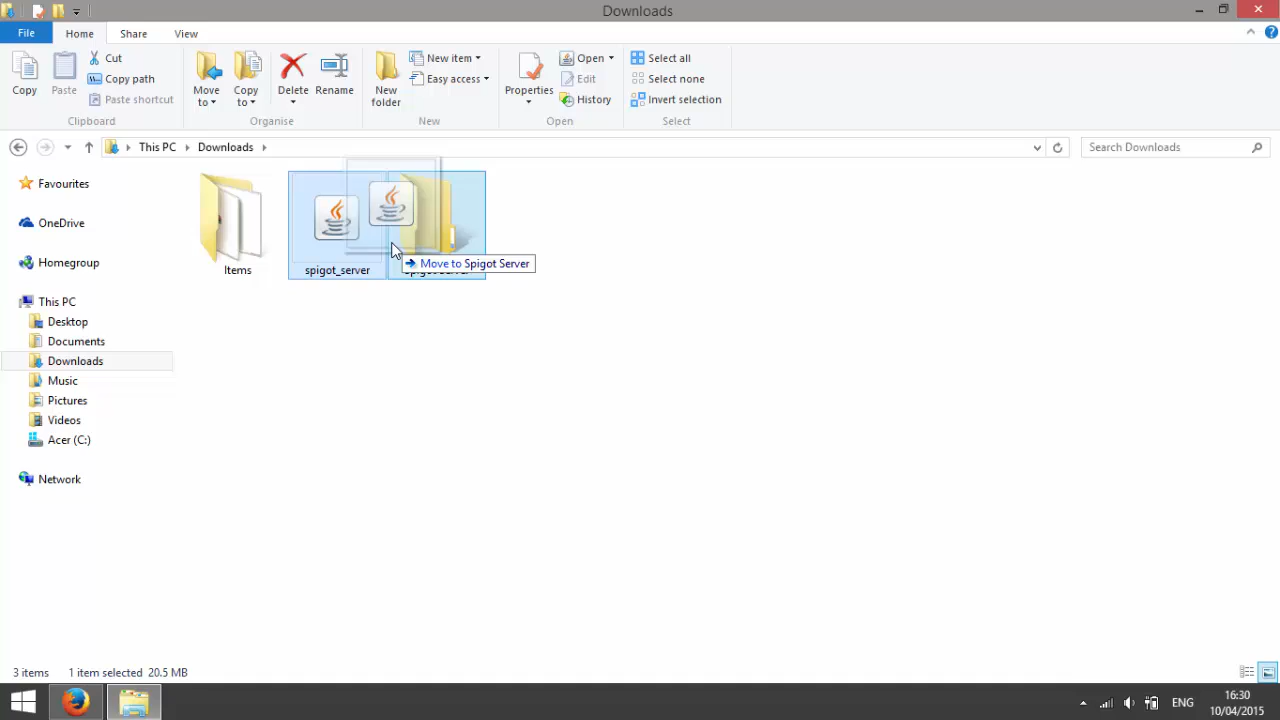 Downloads
File
Home
Share
View
Copy
Paste
Cut
Copy path
Paste shortcut
Clipboard
Move to
Copy to
Delete
Rename
Organise
New folder
New item
Easy access
New
Properties
Open
Edit
History
Open
Select all
Select none
Invert selection
Select
This PC
Downloads
Search Downloads
Favourites
OneDrive
Homegroup
This PC
Desktop
Documents
Downloads
Music
Pictures
Videos
Acer (C:)
Network
Items
spigot_server
Move to Spigot Server
3 items
1 item selected 20.5 MB
ENG
16:30
10/04/2015